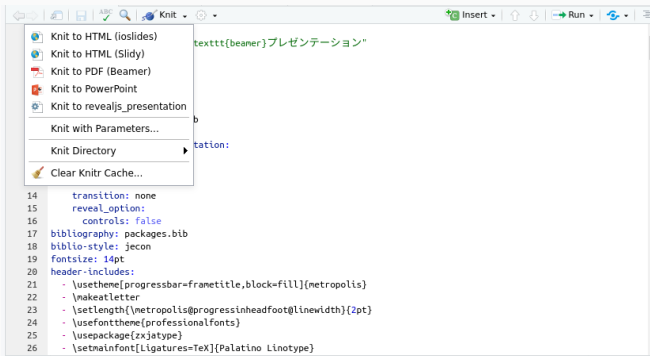 ABC Knit Insert Run
Knit to HTML (ioslides)
texttt{beamer}プレゼンテーション"
Knit to HTML (Slidy)
Knit to PDF (Beamer)
Knit to PowerPoint
Knit to revealjs_presentation
b
Knit with Parameters...
tation:
Knit Directory
Clear Knitr Cache...
14 transition: none
15 reveal_option:
16 controls: false
17 bibliography: packages.bib
18 biblio-style: jecon
19 fontsize: 14pt
20 header-includes:
21 - \usetheme[progressbar=frametitle,block=fill]{metropolis}
22 - \makeatletter
23 - \setlength{\metropolis@progressinheadfoot@linewidth}{2pt}
24 - \usefonttheme{professionalfonts}
25 - \usepackage{zxjatype}
26 - \setmainfont[Ligatures=TeX]{Palatino Linotype}